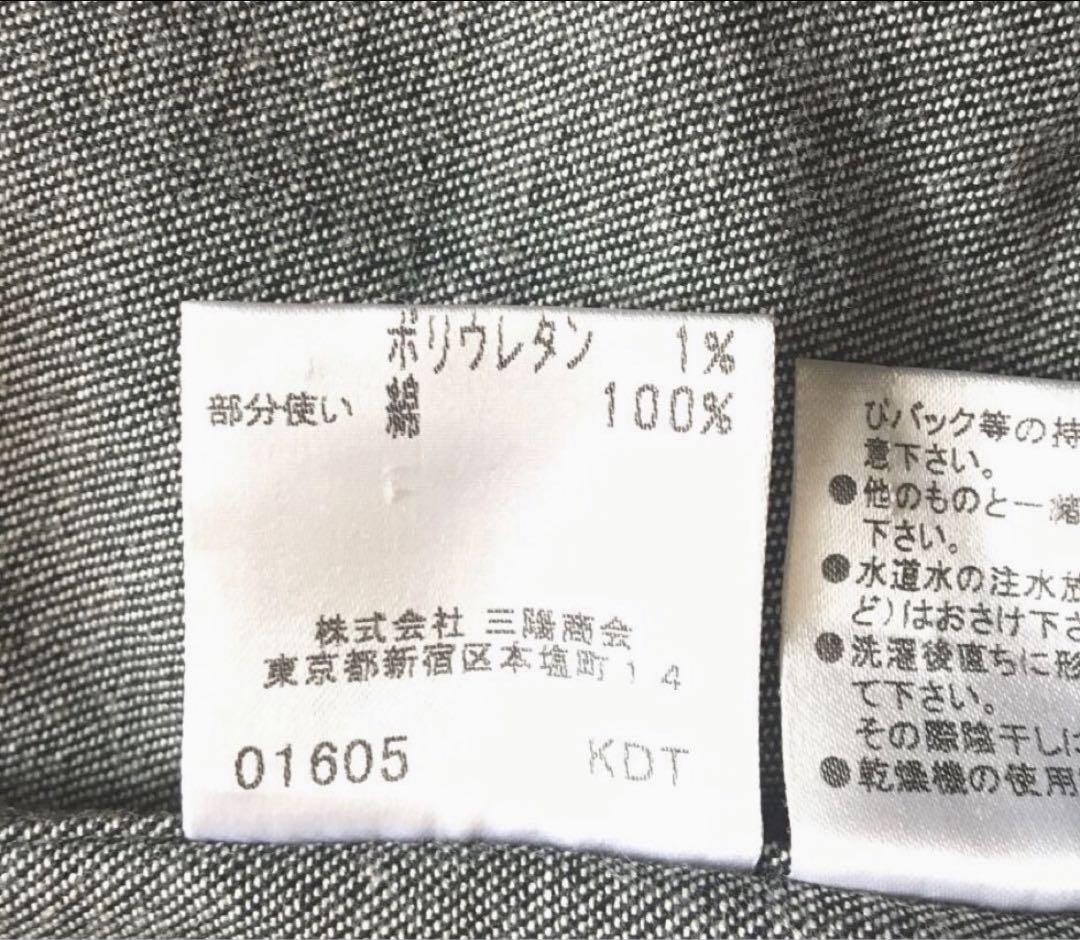 ポリウレタン 1%
部分使い 綿 100%
株式会社 三陽商会
東京都新宿区本塩町14
01605 KDT
びバック等の持
意下さい。
●他のものと一緒
下さい。
●水道水の注水放
ど)はおさけ下さ
●洗濯後直ちに形
て下さい。
その際陰干しは
●乾燥機の使用